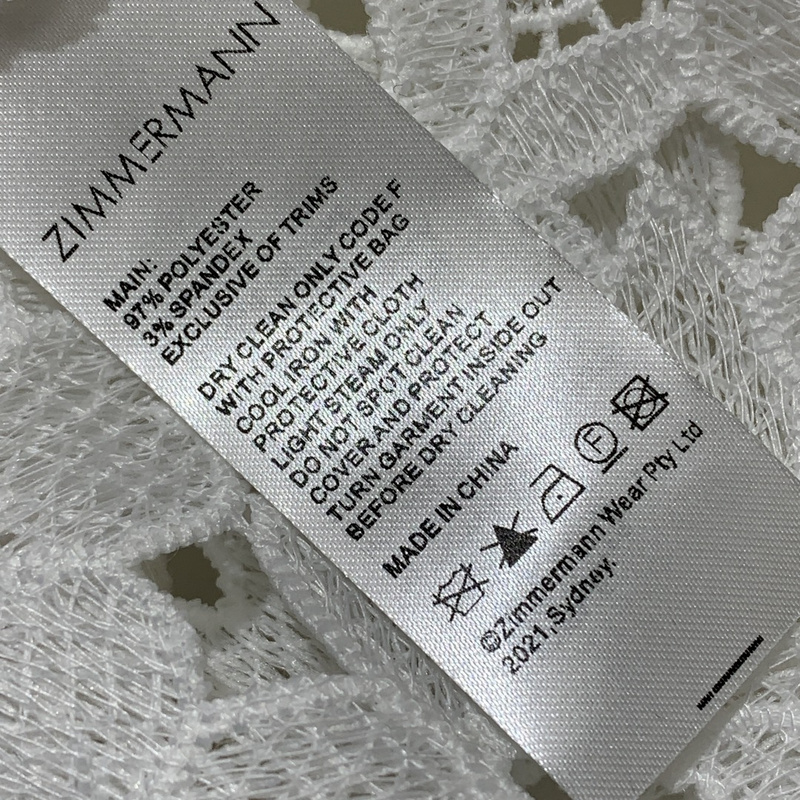 ZIMMERMANN
MAIN:
97% POLYESTER
3% SPANDEX
EXCLUSIVE OF TRIMS
DRY CLEAN ONLY CODE F
WITH PROTECTIVE BAG
COOL IRON WITH
PROTECTIVE CLOTH
LIGHT STEAM ONLY
DO NOT SPOT CLEAN
COVER AND PROTECT
TURN GARMENT INSIDE OUT
BEFORE DRY CLEANING
MADE IN CHINA
F
©Zimmermann Wear Pty Ltd
2021,Sydney.